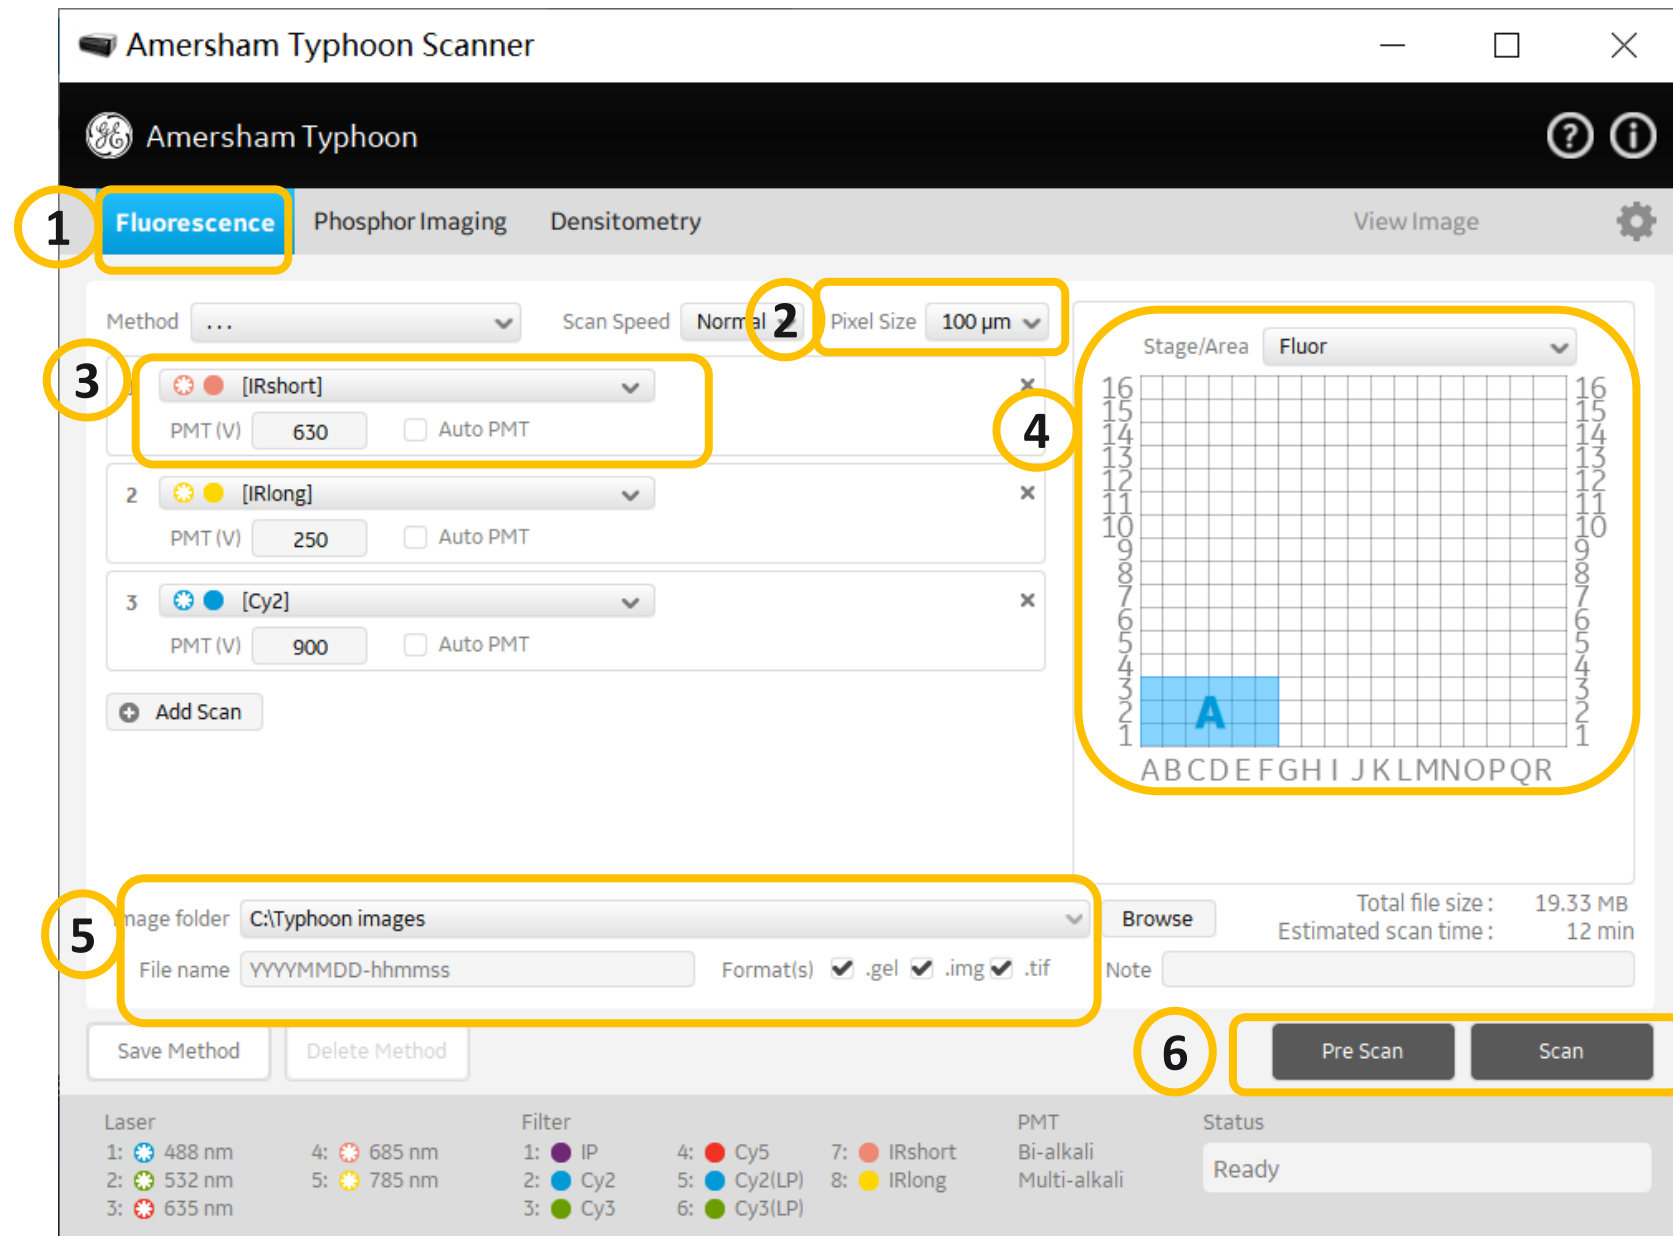 Amersham Typhoon Scanner
Amersham Typhoon
1 Fluorescence Phosphor Imaging Densitometry View Image
Method ... Scan Speed Normal 2 Pixel Size 100 µm
3
[IRshort]
PMT (V) 630 Auto PMT
2 [IRlong]
PMT (V) 250 Auto PMT
3 [Cy2]
PMT (V) 900 Auto PMT
Add Scan
4
Stage/Area Fluor
16 16
15 15
14 14
13 13
12 12
11 11
10 10
9 9
8 8
7 7
6 6
5 5
4 4
3 3
2 A 2
1 1
A B C D E F G H I J K L M N O P Q R
5
mage folder C:\Typhoon images Browse
File name YYYYMMDD-hhmmss Format(s) .gel .img .tif Note
Total file size : 19.33 MB
Estimated scan time : 12 min
Save Method Delete Method 6 Pre Scan Scan
Laser Filter PMT Status
1: 488 nm 4: 685 nm 1: IP 4: Cy5 7: IRshort Bi-alkali
2: 532 nm 5: 785 nm 2: Cy2 5: Cy2(LP) 8: IRlong Multi-alkali
3: 635 nm 3: Cy3 6: Cy3(LP)
Ready